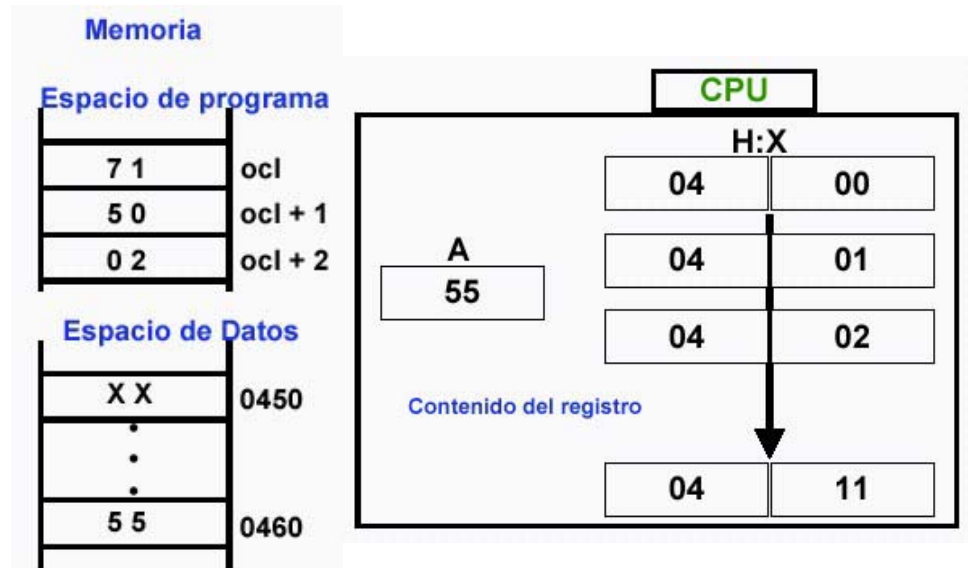 Memoria
Espacio de programa
7 1 ocl
5 0 ocl + 1
0 2 ocl + 2
Espacio de Datos
X X 0450
5 5 0460
CPU
H:X
04 00
04 01
A
55
04 02
Contenido del registro
04 11